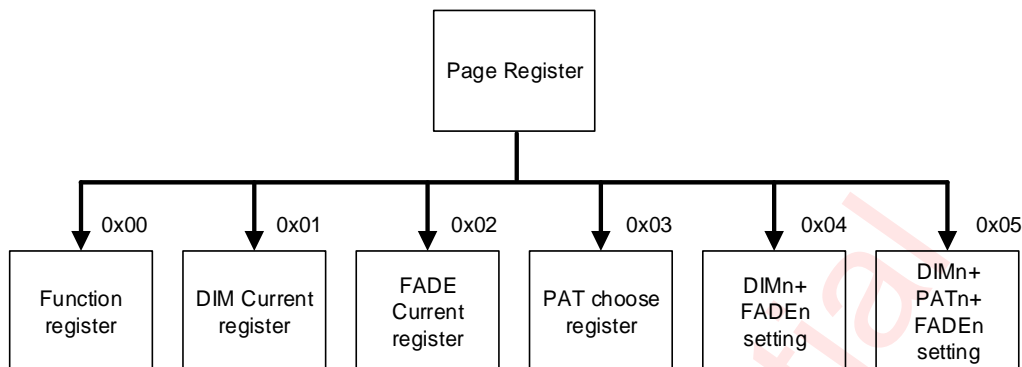 Page Register
0x00
0x01
0x02
0x03
0x04
0x05
Function
register
DIM Current
register
FADE
Current
register
PAT choose
register
DIMn+
FADEn
setting
DIMn+
PATn+
FADEn
setting